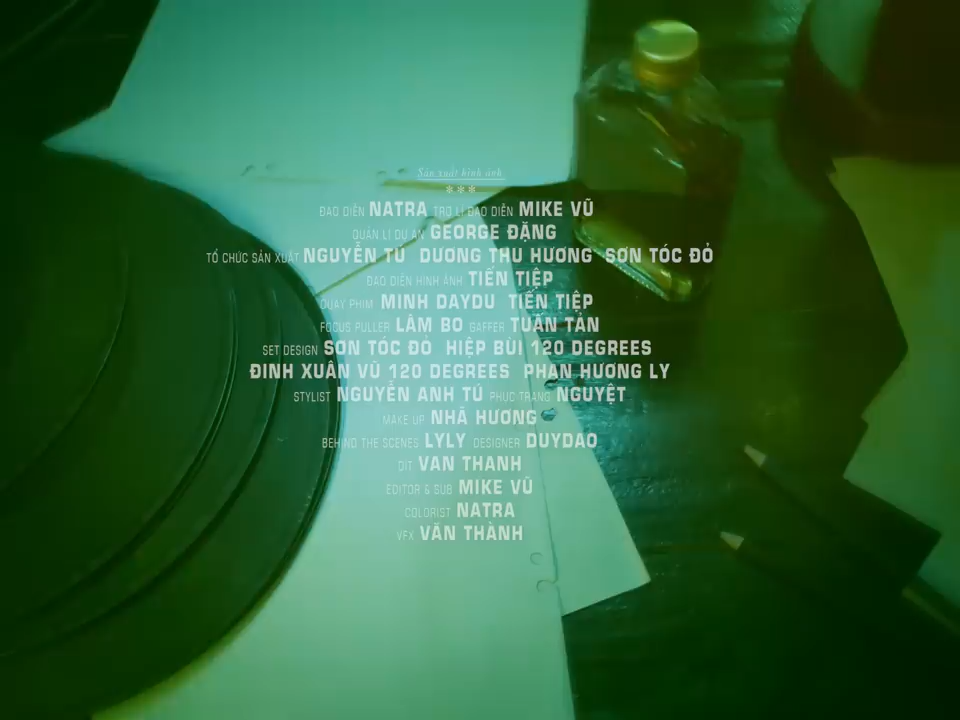 Sản xuất hình ảnh
***
ĐẠO DIỄN NATRA TRỢ LÍ ĐẠO DIỄN MIKE VŨ
QUẢN LÍ DỰ ÁN GEORGE ĐẶNG
TỔ CHỨC SẢN XUẤT NGUYỄN TÚ DƯƠNG THU HƯƠNG SƠN TÓC ĐỎ
ĐẠO DIỄN HÌNH ẢNH TIẾN TIỆP
QUAY PHIM MINH DAYDU TIẾN TIỆP
FOCUS PULLER LÂM BO GAFFER TUẤN TÂN
SET DESIGN SƠN TÓC ĐỎ HIỆP BÙI 120 DEGREES
ĐINH XUÂN VŨ 120 DEGREES PHAN HƯƠNG LY
STYLIST NGUYỄN ANH TÚ PHỤC TRANG NGUYỆT
MAKE UP NHÃ HƯƠNG
BEHIND THE SCENES LYLY DESIGNER DUYDAO
DIT VAN THANH
EDITOR & SUB MIKE VŨ
COLORIST NATRA
VFX VĂN THÀNH